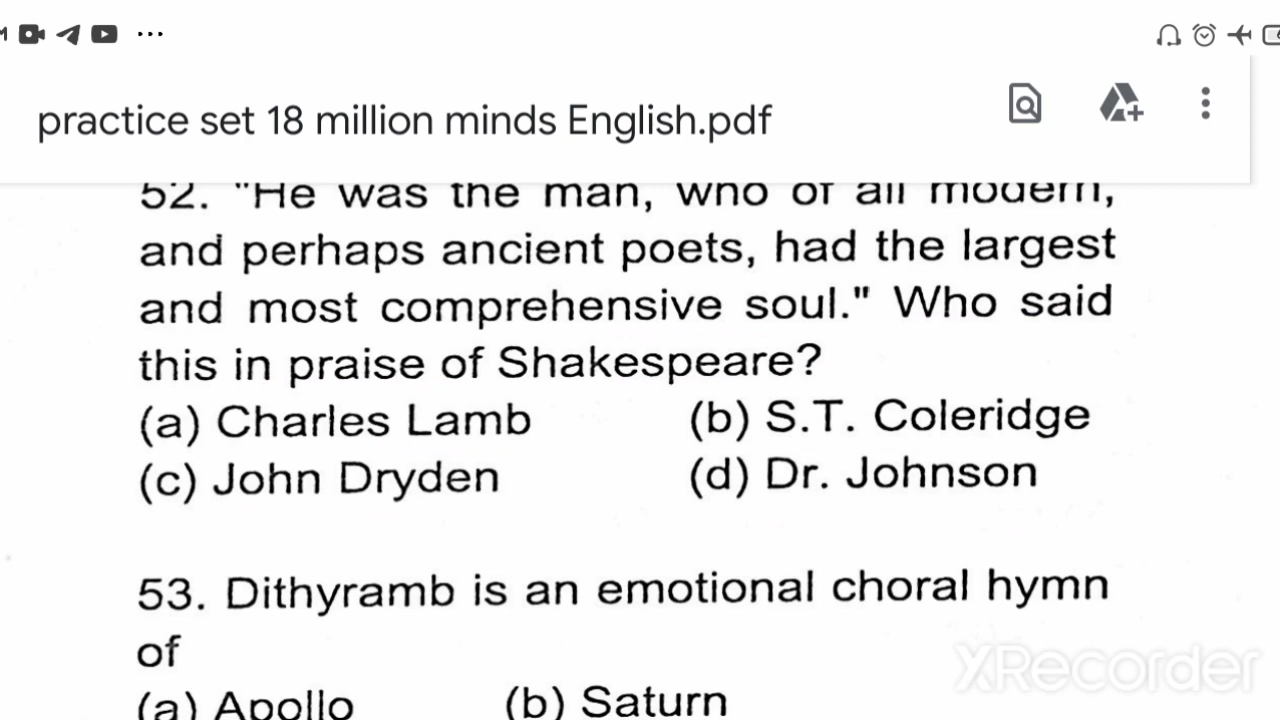 practice set 18 million minds English.pdf
52. "He was the man, who of all modern,
and perhaps ancient poets, had the largest
and most comprehensive soul." Who said
this in praise of Shakespeare?
(a) Charles Lamb (b) S.T. Coleridge
(c) John Dryden (d) Dr. Johnson
53. Dithyramb is an emotional choral hymn
of
(a) Apollo (b) Saturn
XRecorder